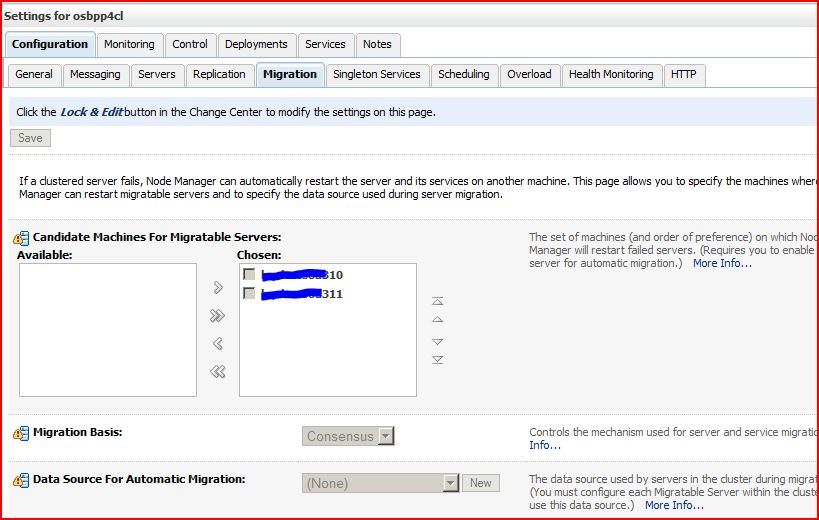 Settings for osbpp4cl
Configuration Monitoring Control Deployments Services Notes
General Messaging Servers Replication Migration Singleton Services Scheduling Overload Health Monitoring HTTP
Click the Lock & Edit button in the Change Center to modify the settings on this page.
Save
If a clustered server fails, Node Manager can automatically restart the server and its services on another machine. This page allows you to specify the machines where
Manager can restart migratable servers and to specify the data source used during server migration.
Candidate Machines For Migratable Servers:
Available:
Chosen:
310
311
The set of machines (and order of preference) on which Nod
Manager will restart failed servers. (Requires you to enable
server for automatic migration.) More Info...
Migration Basis:
Consensus
Controls the mechanism used for server and service migratio
Info...
Data Source For Automatic Migration:
(None)
New
The data source used by servers in the cluster during migrat
(You must configure each Migratable Server within the cluste
use this data source.) More Info...